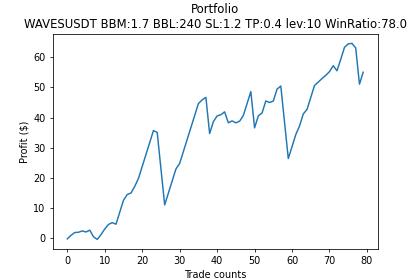 Portfolio
WAVESUSDT BBM:1.7 BBL:240 SL:1.2 TP:0.4 lev:10 WinRatio:78.0
Profit ($)
60
50
40
30
20
10
0
0 10 20 30 40 50 60 70 80
Trade counts